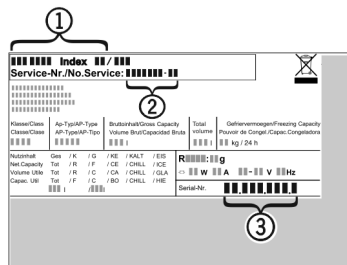 1
Index /
Service-Nr./No.Service: -
2
Klasse/Class Ap-Typ/AP-Type Bruttoinhalt/Gross Capacity Total Gefriervermoegen/Freezing Capacity
Classe/Classe AP-Type/AP-Tipo Volume Brut/Capacidad Bruta volume Pouvoir de Congel./Capac.Congeladora
l l kg / 24 h
Nutzinhalt Ges / K / G / KE / KALT / EIS
Net.Capacity Tot / R / F / CE / CHILL / ICE
Volume Utile Tot / R / C / CA / CHILL / GLA
Capac. Util Tot / F / C / BO / CHILL / HIE
l / l
R : g
W A - V Hz
Serial-Nr. . . .
3